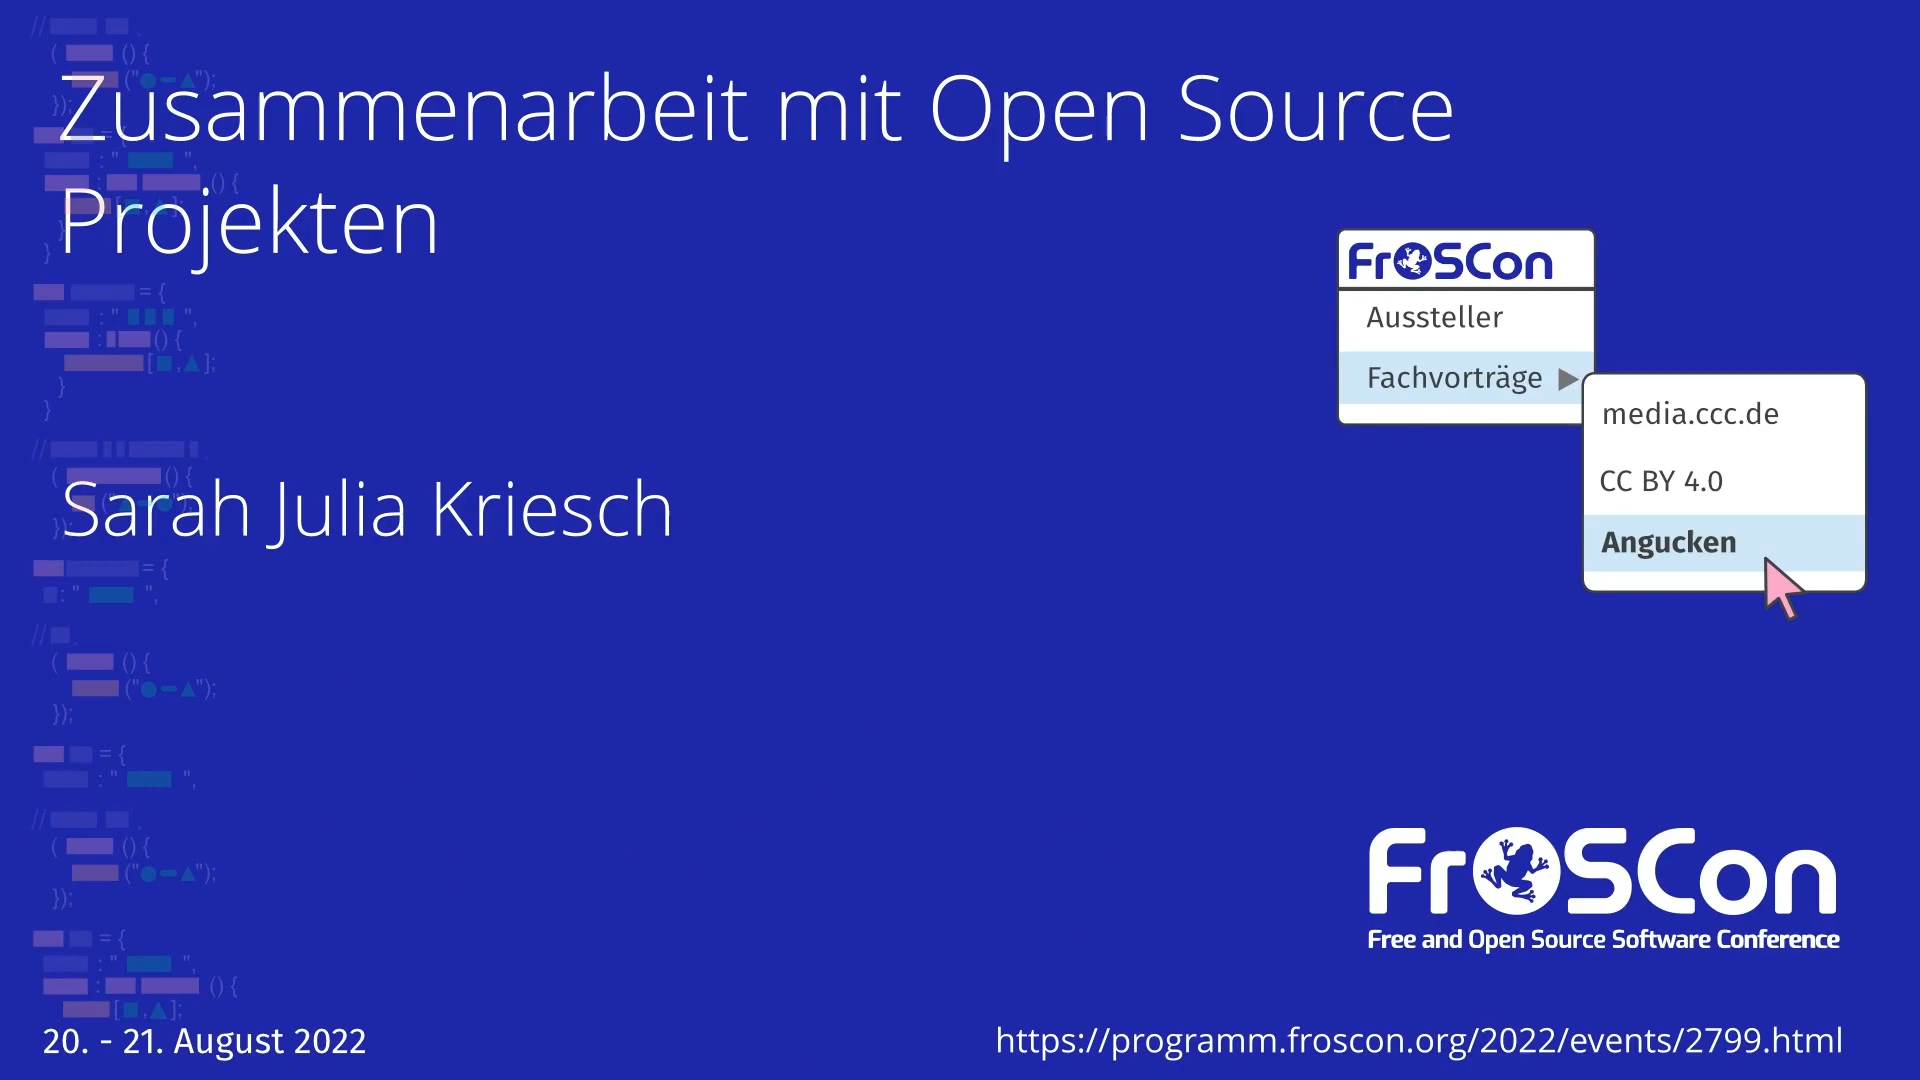 Zusammenarbeit mit Open Source
Projekten
FrOSCon
Aussteller
Fachvorträge
media.ccc.de
CC BY 4.0
Angucken
Sarah Julia Kriesch
FrOSCon
Free and Open Source Software Conference
20. - 21. August 2022
https://programm.froscon.org/2022/events/2799.html